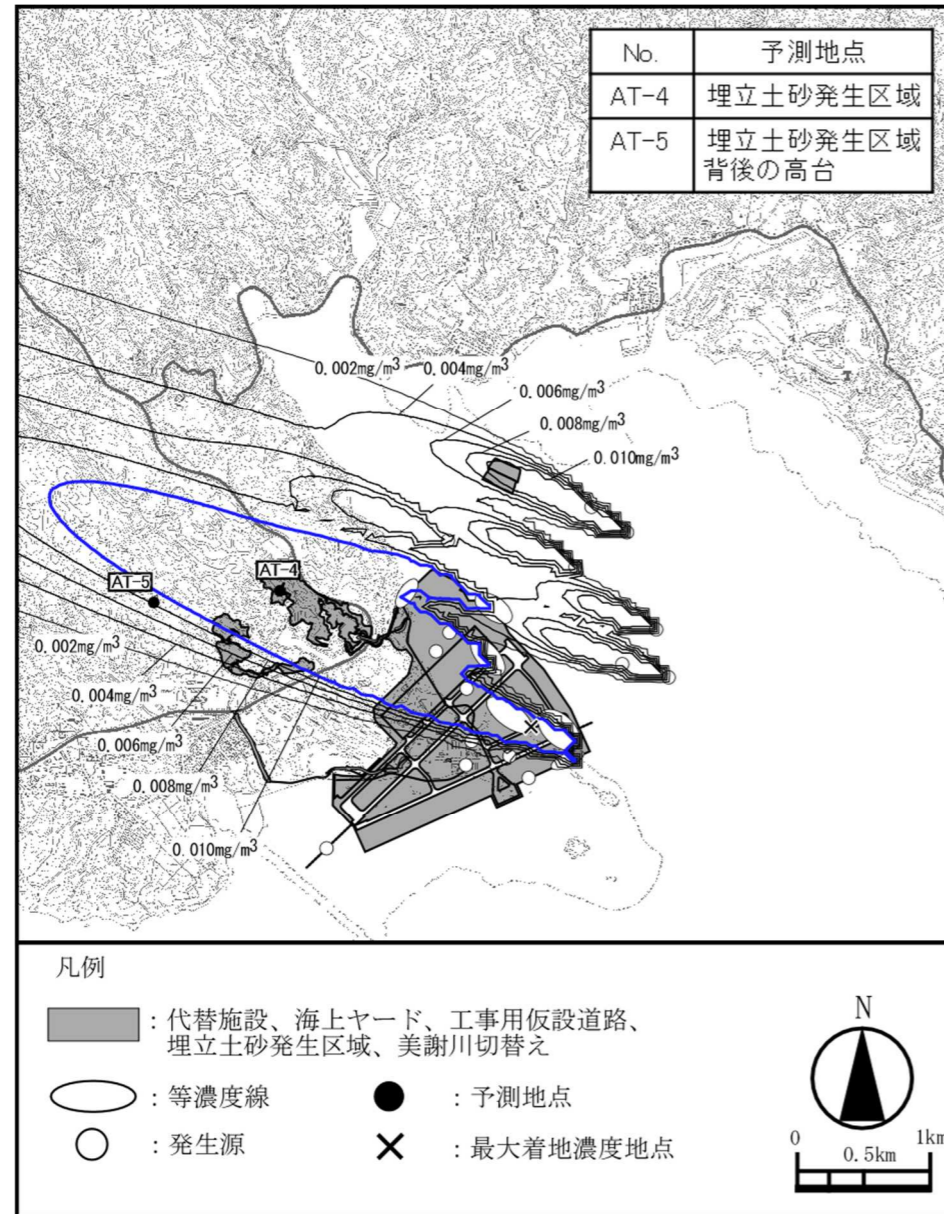 No. 予測地点
AT-4 埋立土砂発生区域
AT-5 埋立土砂発生区域
背後の高台
0.002mg/m³
0.004mg/m³
0.006mg/m³
0.008mg/m³
0.010mg/m³
AT-5
AT-4
0.002mg/m³
0.004mg/m³
0.006mg/m³
0.008mg/m³
0.010mg/m³
凡例
：代替施設、海上ヤード、工事用仮設道路、
埋立土砂発生区域、美謝川切替え
：等濃度線
：予測地点
：発生源
：最大着地濃度地点
N
0 0.5km 1km